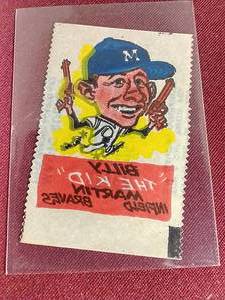 M
BILLY
"THE KID"
MARTIN
INFIELD
BRAVES